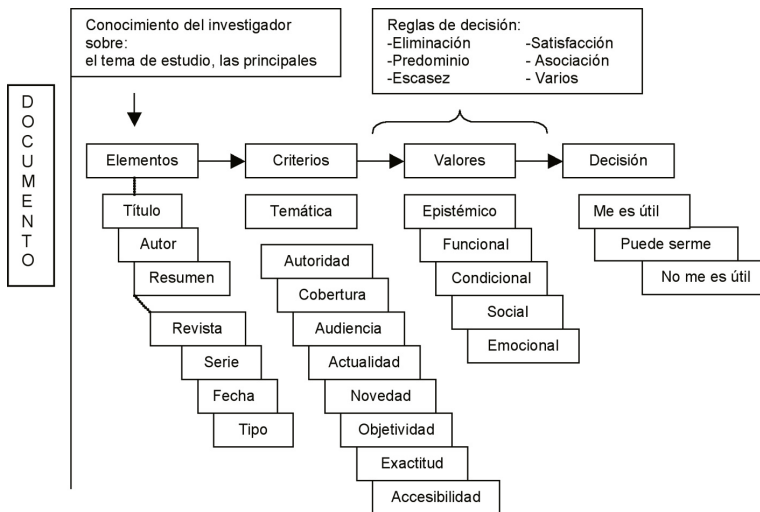 Conocimiento del investigador
sobre:
el tema de estudio, las principales
Reglas de decisión:
-Eliminación -Satisfacción
-Predominio - Asociación
-Escasez - Varios
DOCUMENTO
Elementos
Criterios
Valores
Decisión
Título
Autor
Resumen
Revista
Serie
Fecha
Tipo
Temática
Autoridad
Cobertura
Audiencia
Actualidad
Novedad
Objetividad
Exactitud
Accesibilidad
Epistémico
Funcional
Condicional
Social
Emocional
Me es útil
Puede serme
No me es útil